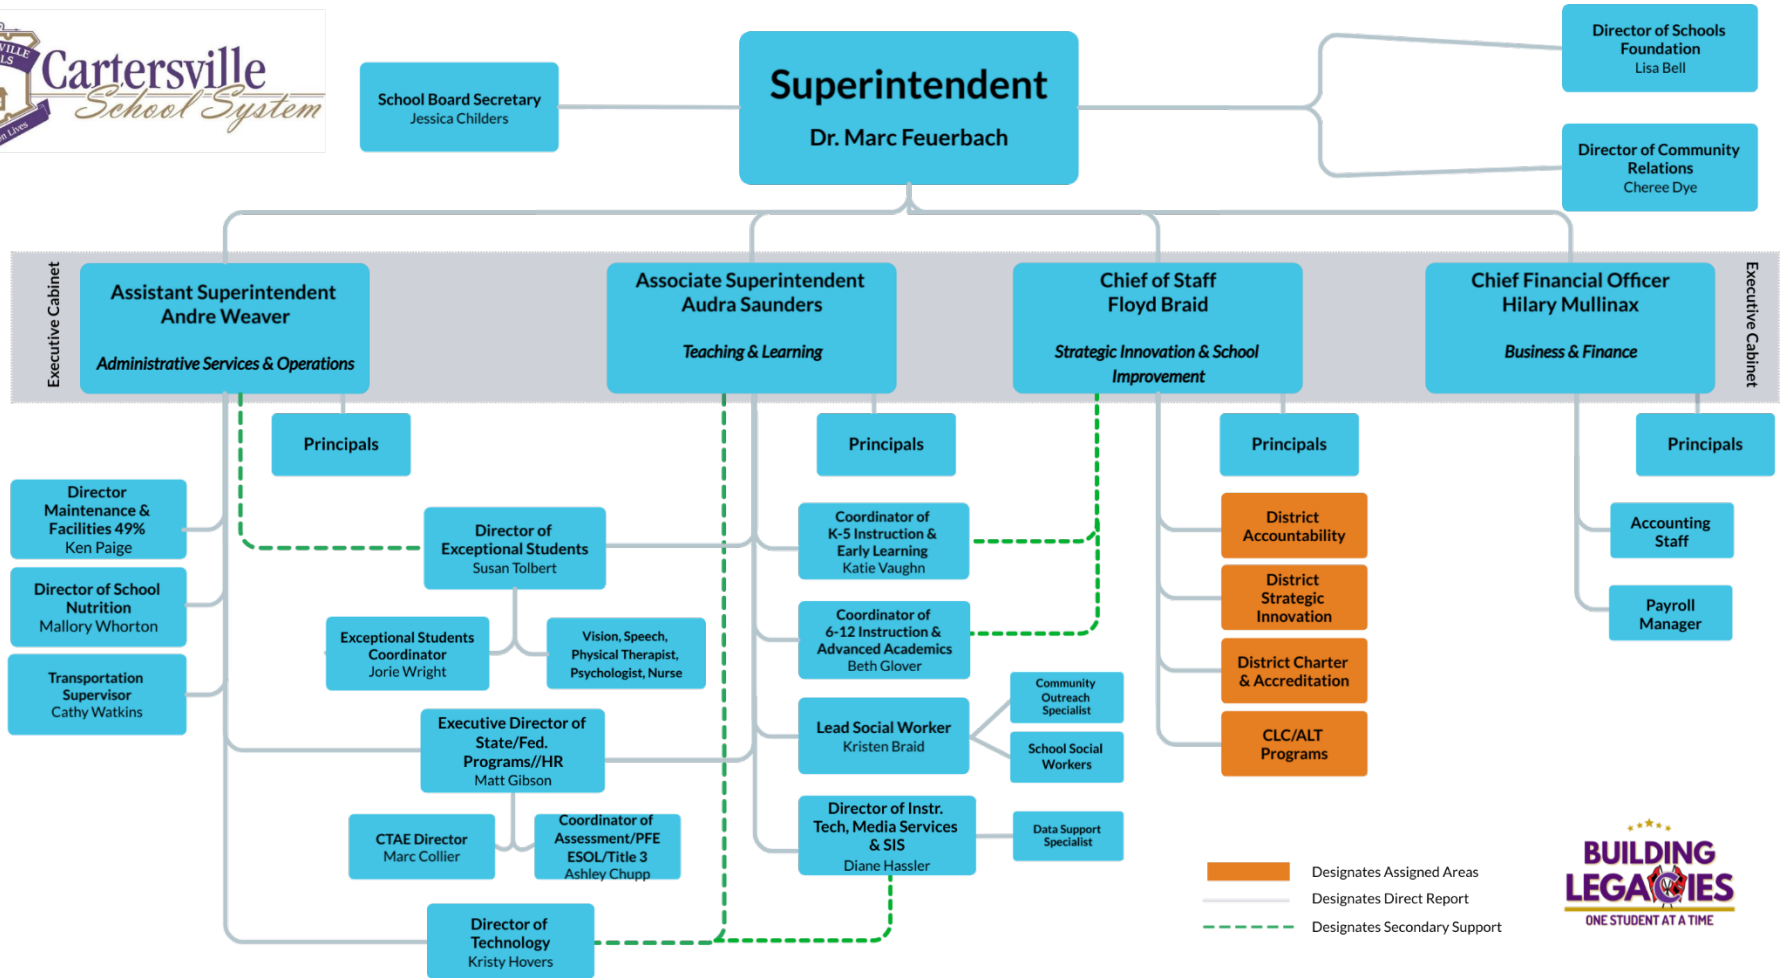 Cartersville
School System
School Board Secretary
Jessica Childers
Superintendent
Dr. Marc Feuerbach
Director of Schools
Foundation
Lisa Bell
Director of Community
Relations
Cheree Dye
Executive Cabinet
Assistant Superintendent
Andre Weaver
Administrative Services & Operations
Associate Superintendent
Audra Saunders
Teaching & Learning
Chief of Staff
Floyd Braid
Strategic Innovation & School
Improvement
Chief Financial Officer
Hilary Mullinax
Business & Finance
Executive Cabinet
Principals
Principals
Principals
Principals
Director
Maintenance &
Facilities 49%
Ken Paige
Director of School
Nutrition
Mallory Whorton
Transportation
Supervisor
Cathy Watkins
Director of
Exceptional Students
Susan Tolbert
Exceptional Students
Coordinator
Jorie Wright
Vision, Speech,
Physical Therapist,
Psychologist, Nurse
Executive Director of
State/Fed.
Programs//HR
Matt Gibson
CTAE Director
Marc Collier
Coordinator of
Assessment/PFE
ESOL/Title 3
Ashley Chupp
Director of
Technology
Kristy Hovers
Coordinator of
K-5 Instruction &
Early Learning
Katie Vaughn
Coordinator of
6-12 Instruction &
Advanced Academics
Beth Glover
Lead Social Worker
Kristen Braid
Community
Outreach
Specialist
School Social
Workers
Director of Instr.
Tech, Media Services
& SIS
Diane Hassler
Data Support
Specialist
District
Accountability
District
Strategic
Innovation
District Charter
& Accreditation
CLC/ALT
Programs
Accounting
Staff
Payroll
Manager
Designates Assigned Areas
Designates Direct Report
Designates Secondary Support
BUILDING
LEGACIES
ONE STUDENT AT A TIME